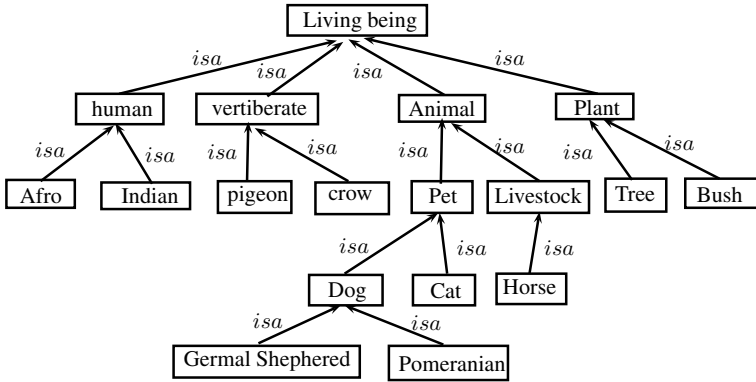 Living being
isa isa isa isa
human vertiberate Animal Plant
isa isa isa isa isa isa isa isa
Afro Indian pigeon crow Pet Livestock Tree Bush
isa isa isa
Dog Cat Horse
isa isa
Germal Shephered Pomeranian